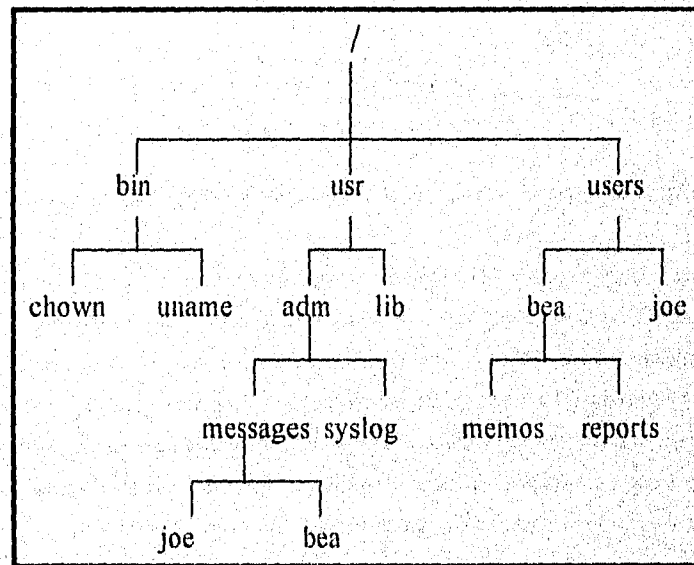 /
bin usr users
chown uname adm lib bea joe
messages syslog memos reports
joe bea